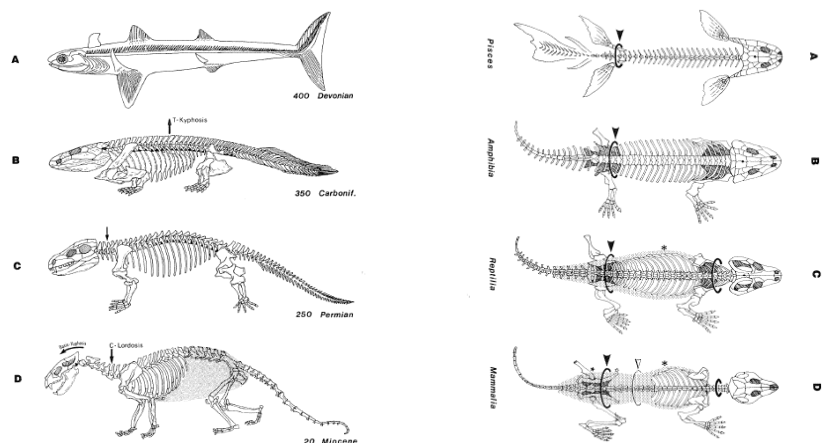 A
400 Devonian
T-Kyphosis
B
350 Carbonif.
C
250 Permian
C-Lordosis
D
20 Miocene
Pisces
A
Amphibia
B
*
Reptilia
C
* *
Mammalia
D